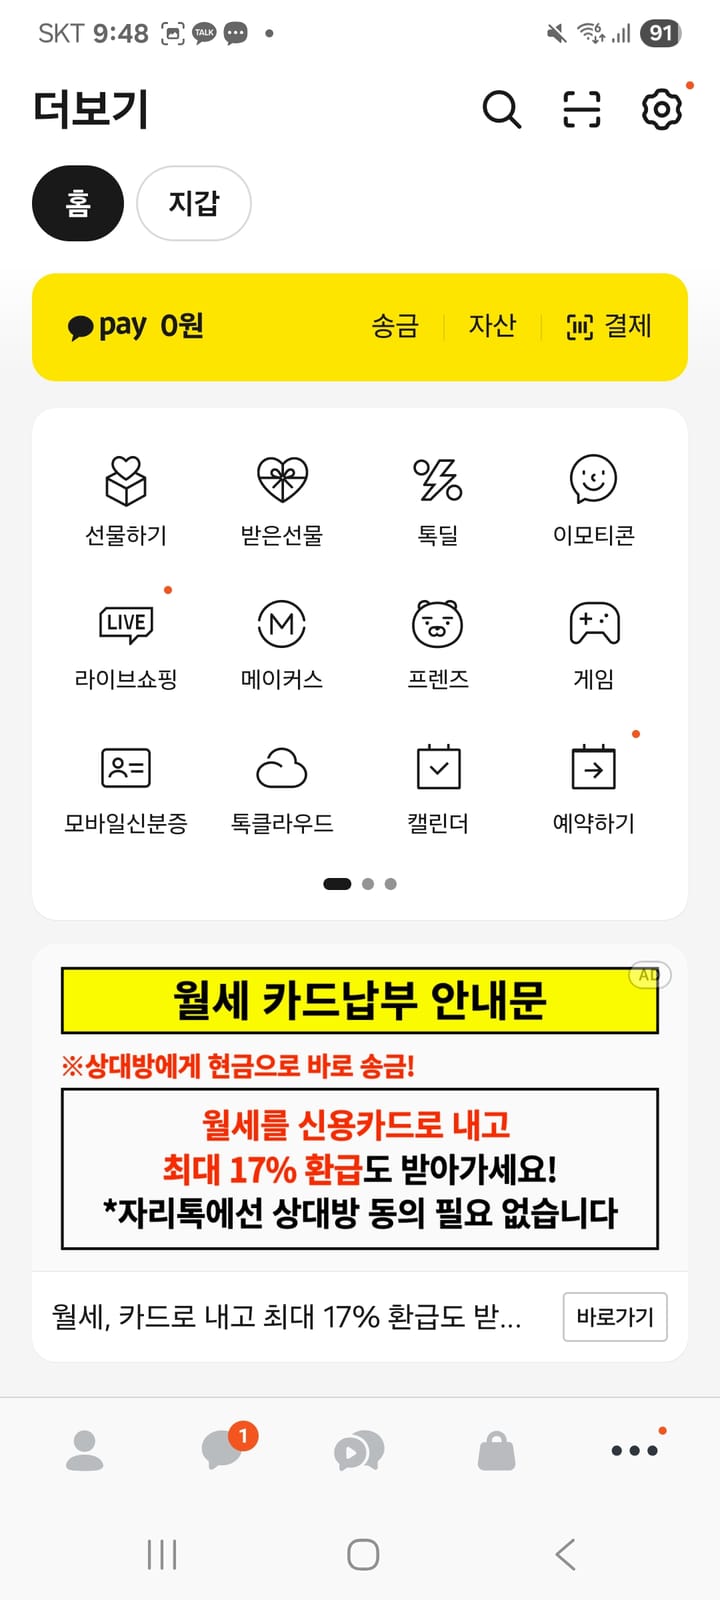 SKT 9:48 TALK 6 91
더보기
홈 지갑
pay 0원 송금 자산 결제
선물하기 받은선물 톡딜 이모티콘
LIVE M
라이브쇼핑 메이커스 프렌즈 게임
모바일신분증 톡클라우드 캘린더 예약하기
AD
월세 카드납부 안내문
※상대방에게 현금으로 바로 송금!
월세를 신용카드로 내고
최대 17% 환급도 받아가세요!
*자리톡에선 상대방 동의 필요 없습니다
월세, 카드로 내고 최대 17% 환급도 받... 바로가기
1